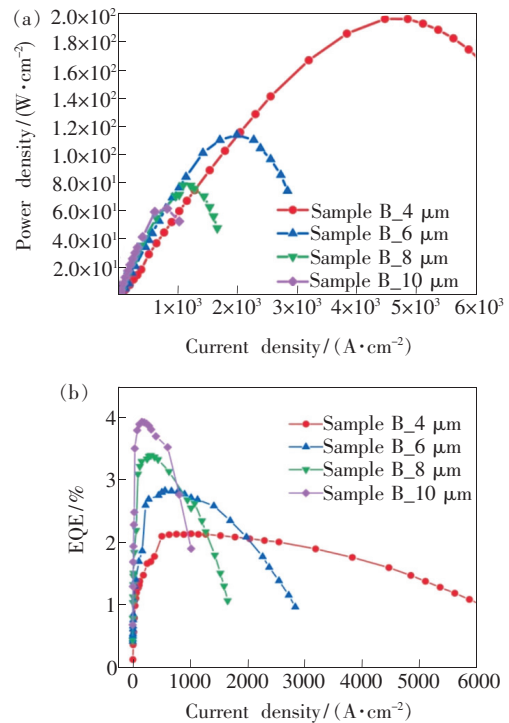 (a)
2.0×10²
1.8×10²
1.6×10²
1.4×10²
1.2×10²
1.0×10²
8.0×10¹
6.0×10¹
4.0×10¹
2.0×10¹
Power density/(W·cm⁻²)
Sample B_4 μm
Sample B_6 μm
Sample B_8 μm
Sample B_10 μm
1×10³ 2×10³ 3×10³ 4×10³ 5×10³ 6×10³
Current density/(A·cm⁻²)
(b)
4
3
2
1
0
EQE/%
Sample B_4 μm
Sample B_6 μm
Sample B_8 μm
Sample B_10 μm
0 1000 2000 3000 4000 5000 6000
Current density/(A·cm⁻²)